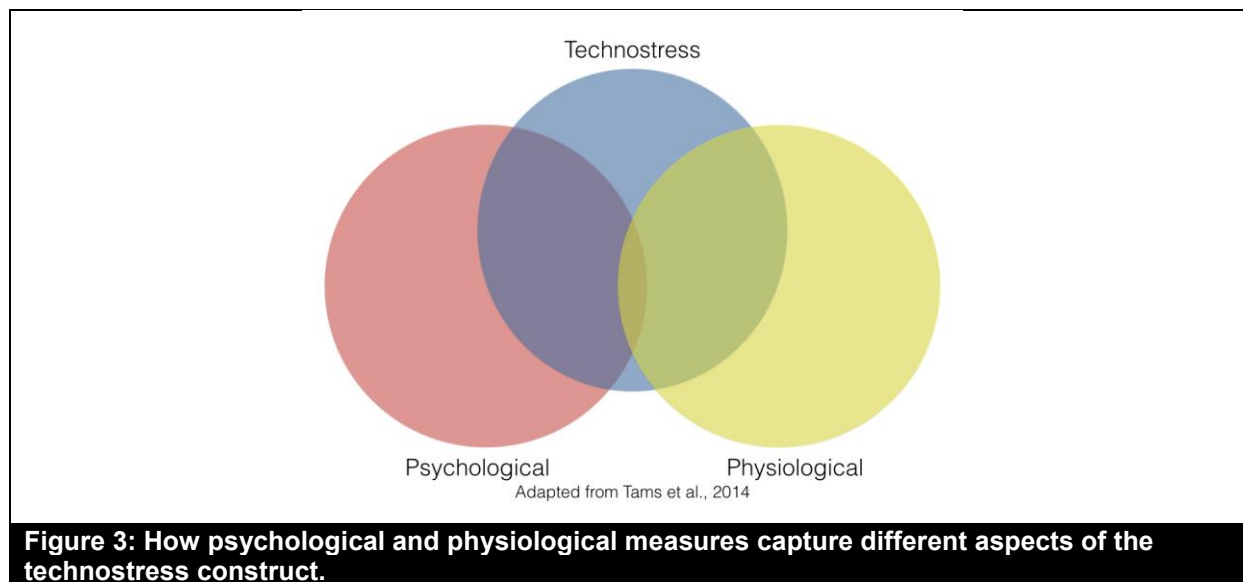 Technostress
Psychological
Physiological
Adapted from Tams et al., 2014
Figure 3: How psychological and physiological measures capture different aspects of the
technostress construct.